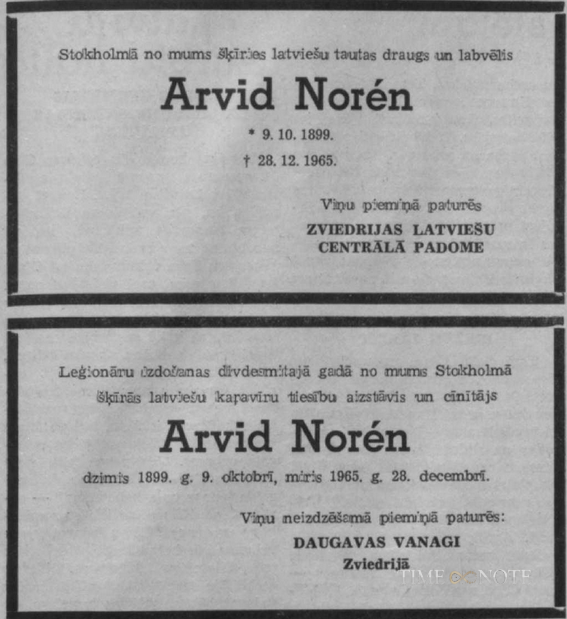 Stokholmā no mums šķīries latviešu tautas draugs un labvēlis
Arvid Norén
* 9. 10. 1899.
† 28. 12. 1965.
Viņu piemiņā paturēs
ZVIEDRIJAS LATVIEŠU
CENTRĀLĀ PADOME
Leģionāru izdošanas divdesmitajā gadā no mums Stokholmā
šķīrās latviešu kaŗavīru tiesību aizstāvis un cīnītājs
Arvid Norén
dzimis 1899. g. 9. oktobrī, miris 1965. g. 28. decembrī.
Viņu neizdzēšamā piemiņā paturēs:
DAUGAVAS VANAGI
Zviedrijā
TIMENOTE